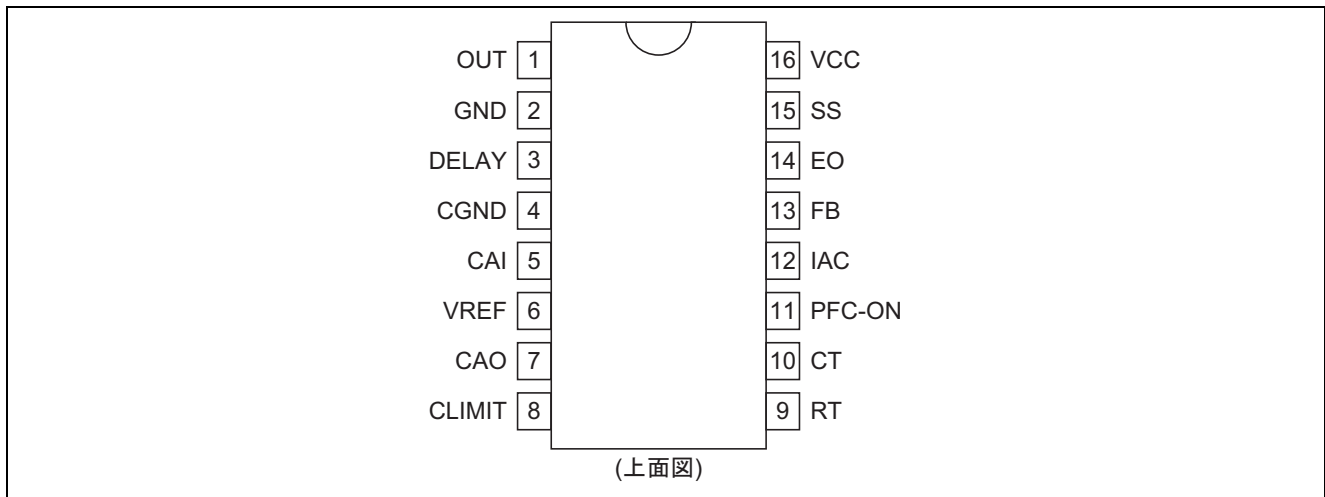 OUT 1 16 VCC
GND 2 15 SS
DELAY 3 14 EO
CGND 4 13 FB
CAI 5 12 IAC
VREF 6 11 PFC-ON
CAO 7 10 CT
CLIMIT 8 9 RT
(上面図)